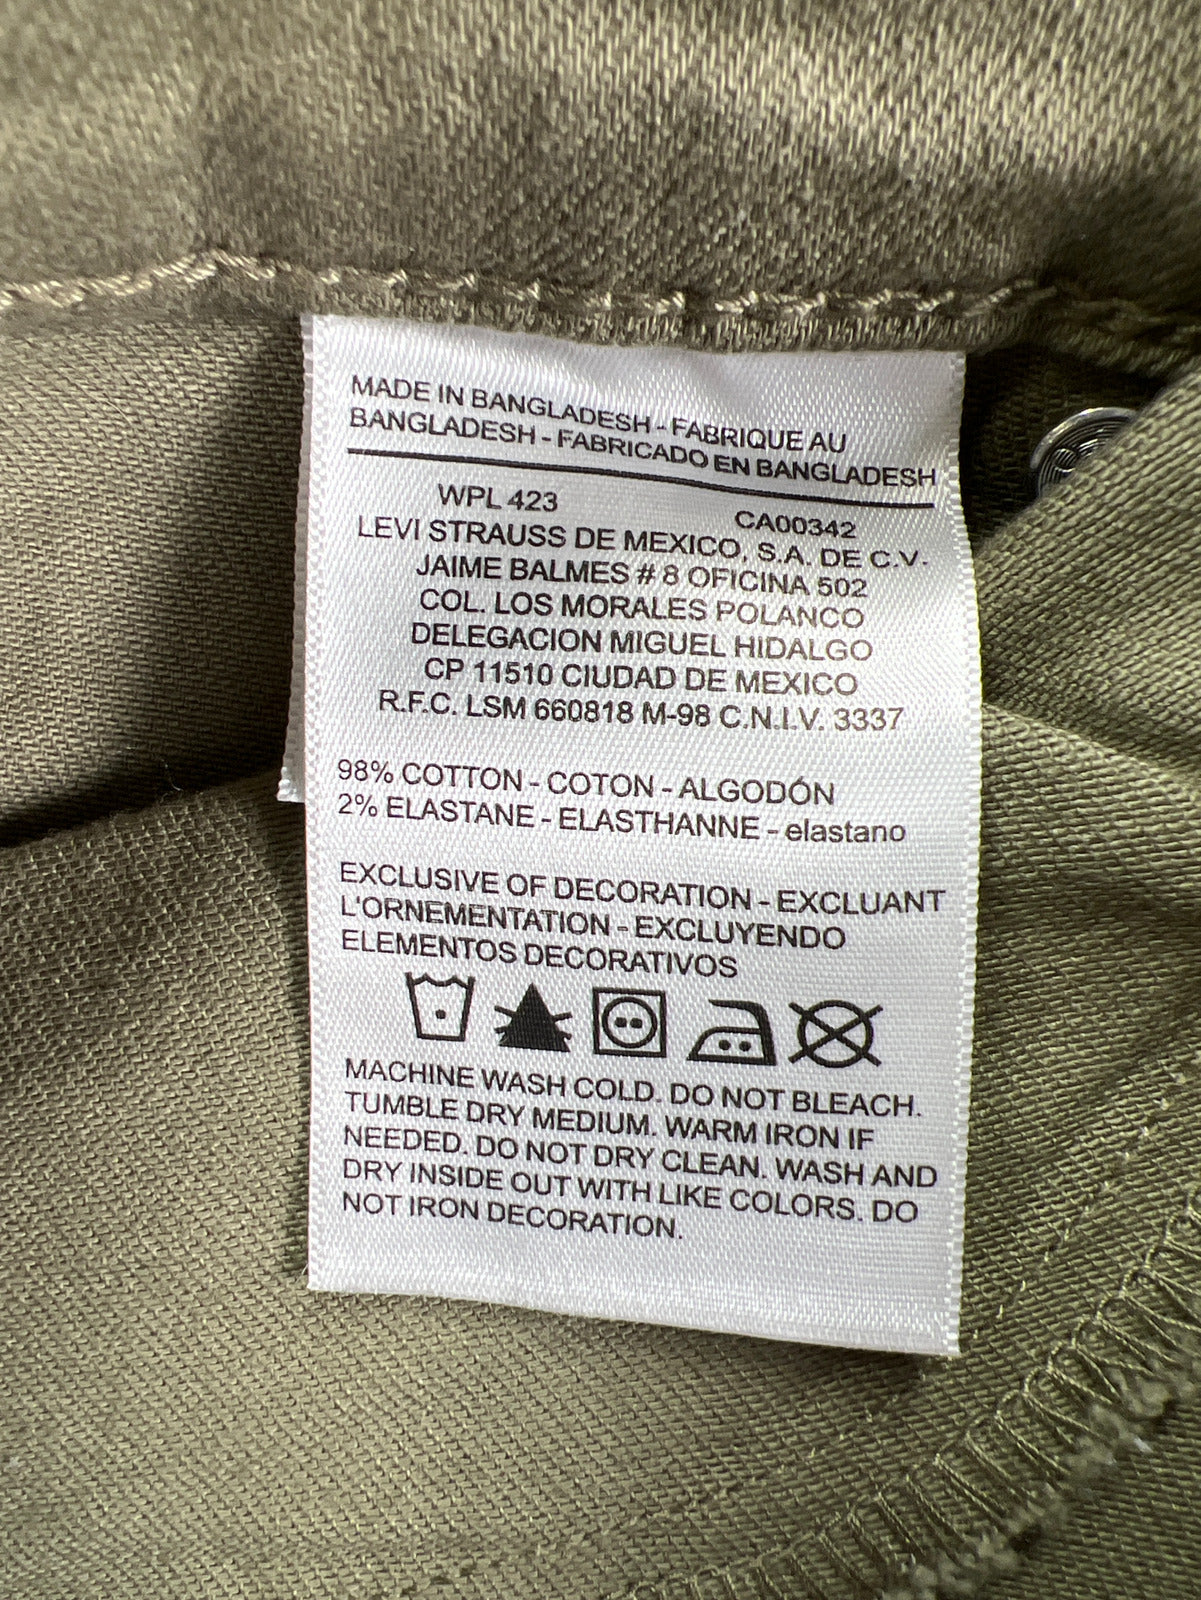 MADE IN BANGLADESH - FABRIQUE AU
BANGLADESH - FABRICADO EN BANGLADESH
WPL 423 CA00342
LEVI STRAUSS DE MEXICO, S.A. DE C.V.
JAIME BALMES # 8 OFICINA 502
COL. LOS MORALES POLANCO
DELEGACION MIGUEL HIDALGO
CP 11510 CIUDAD DE MEXICO
R.F.C. LSM 660818 M-98 C.N.I.V. 3337
98% COTTON - COTON - ALGODÓN
2% ELASTANE - ELASTHANNE - elastano
EXCLUSIVE OF DECORATION - EXCLUANT
L'ORNEMENTATION - EXCLUYENDO
ELEMENTOS DECORATIVOS
MACHINE WASH COLD. DO NOT BLEACH.
TUMBLE DRY MEDIUM. WARM IRON IF
NEEDED. DO NOT DRY CLEAN. WASH AND
DRY INSIDE OUT WITH LIKE COLORS. DO
NOT IRON DECORATION.